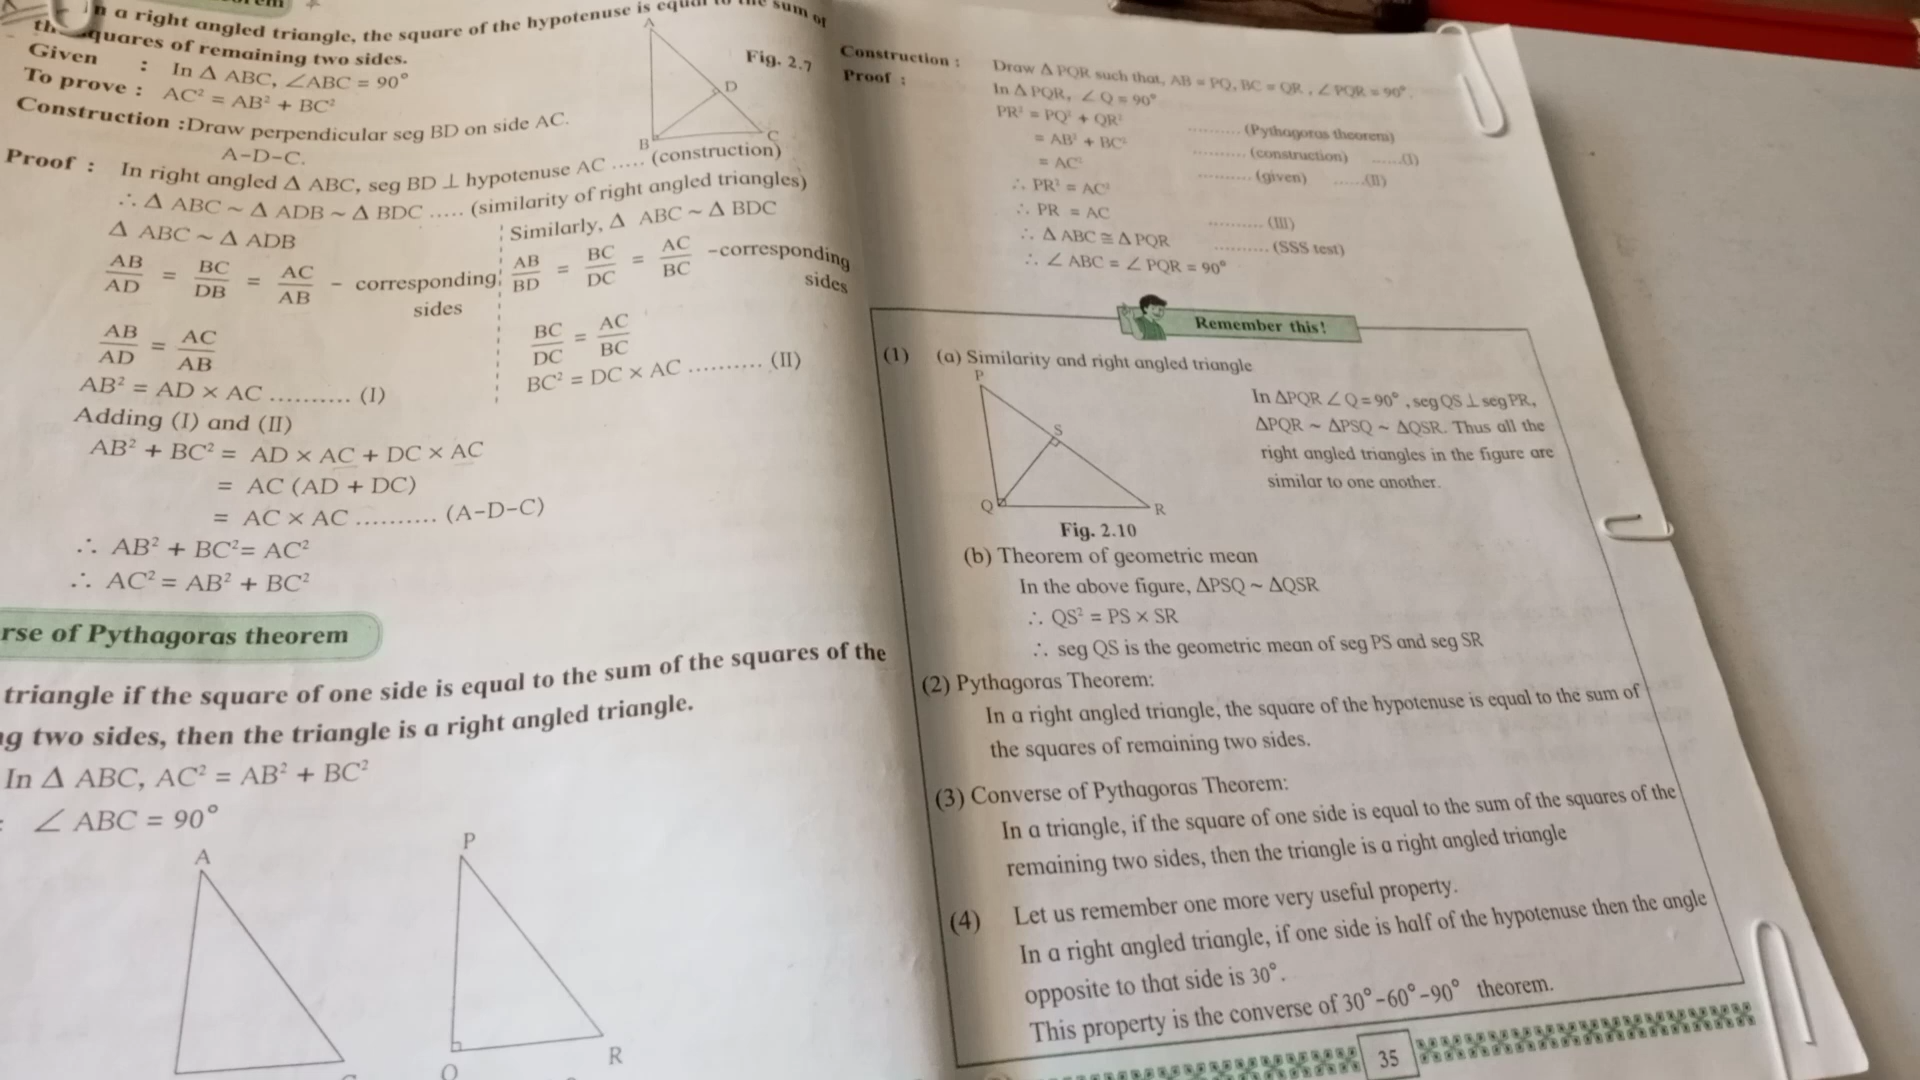 n a right angled triangle, the square of the hypotenuse is equal to the sum of
quares of remaining two sides.
Given : In Δ ABC, ∠ABC = 90°
To prove : AC² = AB² + BC²
Construction :Draw perpendicular seg BD on side AC.
A-D-C.
A
D
B
C
Fig. 2.7
Proof : In right angled Δ ABC, seg BD ⊥ hypotenuse AC ..... (construction)
∴ Δ ABC ~ Δ ADB ~ Δ BDC ..... (similarity of right angled triangles)
Δ ABC ~ Δ ADB
AB/AD = BC/DB = AC/AB - corresponding
sides
AB/AD = AC/AB
AB² = AD × AC .......... (I)
Similarly, Δ ABC ~ Δ BDC
AB/BD = BC/DC = AC/BC -corresponding
sides
BC/DC = AC/BC
BC² = DC × AC .......... (II)
Adding (I) and (II)
AB² + BC² = AD × AC + DC × AC
= AC (AD + DC)
= AC × AC .......... (A-D-C)
∴ AB² + BC²= AC²
∴ AC² = AB² + BC²
rse of Pythagoras theorem
triangle if the square of one side is equal to the sum of the squares of the
two sides, then the triangle is a right angled triangle.
In Δ ABC, AC² = AB² + BC²
∠ ABC = 90°
A
P
R
Construction : Draw Δ PQR such that, AB = PQ, BC = QR, ∠ PQR = 90°.
Proof : In Δ PQR, ∠ Q = 90°
PR² = PQ² + QR² .......... (Pythagoras theorem)
= AB² + BC² .......... (construction) ......(I)
= AC² .......... (given) ......(II)
∴ PR² = AC²
∴ PR = AC .......... (III)
∴ Δ ABC ≅ Δ PQR .......... (SSS test)
∴ ∠ ABC = ∠ PQR = 90°
Remember this!
(1) (a) Similarity and right angled triangle
P
S
Q
R
In ΔPQR ∠ Q = 90° , seg QS ⊥ seg PR,
ΔPQR ~ ΔPSQ ~ ΔQSR. Thus all the
right angled triangles in the figure are
similar to one another.
Fig. 2.10
(b) Theorem of geometric mean
In the above figure, ΔPSQ ~ ΔQSR
∴ QS² = PS × SR
∴ seg QS is the geometric mean of seg PS and seg SR
(2) Pythagoras Theorem:
In a right angled triangle, the square of the hypotenuse is equal to the sum of
the squares of remaining two sides.
(3) Converse of Pythagoras Theorem:
In a triangle, if the square of one side is equal to the sum of the squares of the
remaining two sides, then the triangle is a right angled triangle
(4) Let us remember one more very useful property.
In a right angled triangle, if one side is half of the hypotenuse then the angle
opposite to that side is 30°.
This property is the converse of 30°-60°-90° theorem.
35